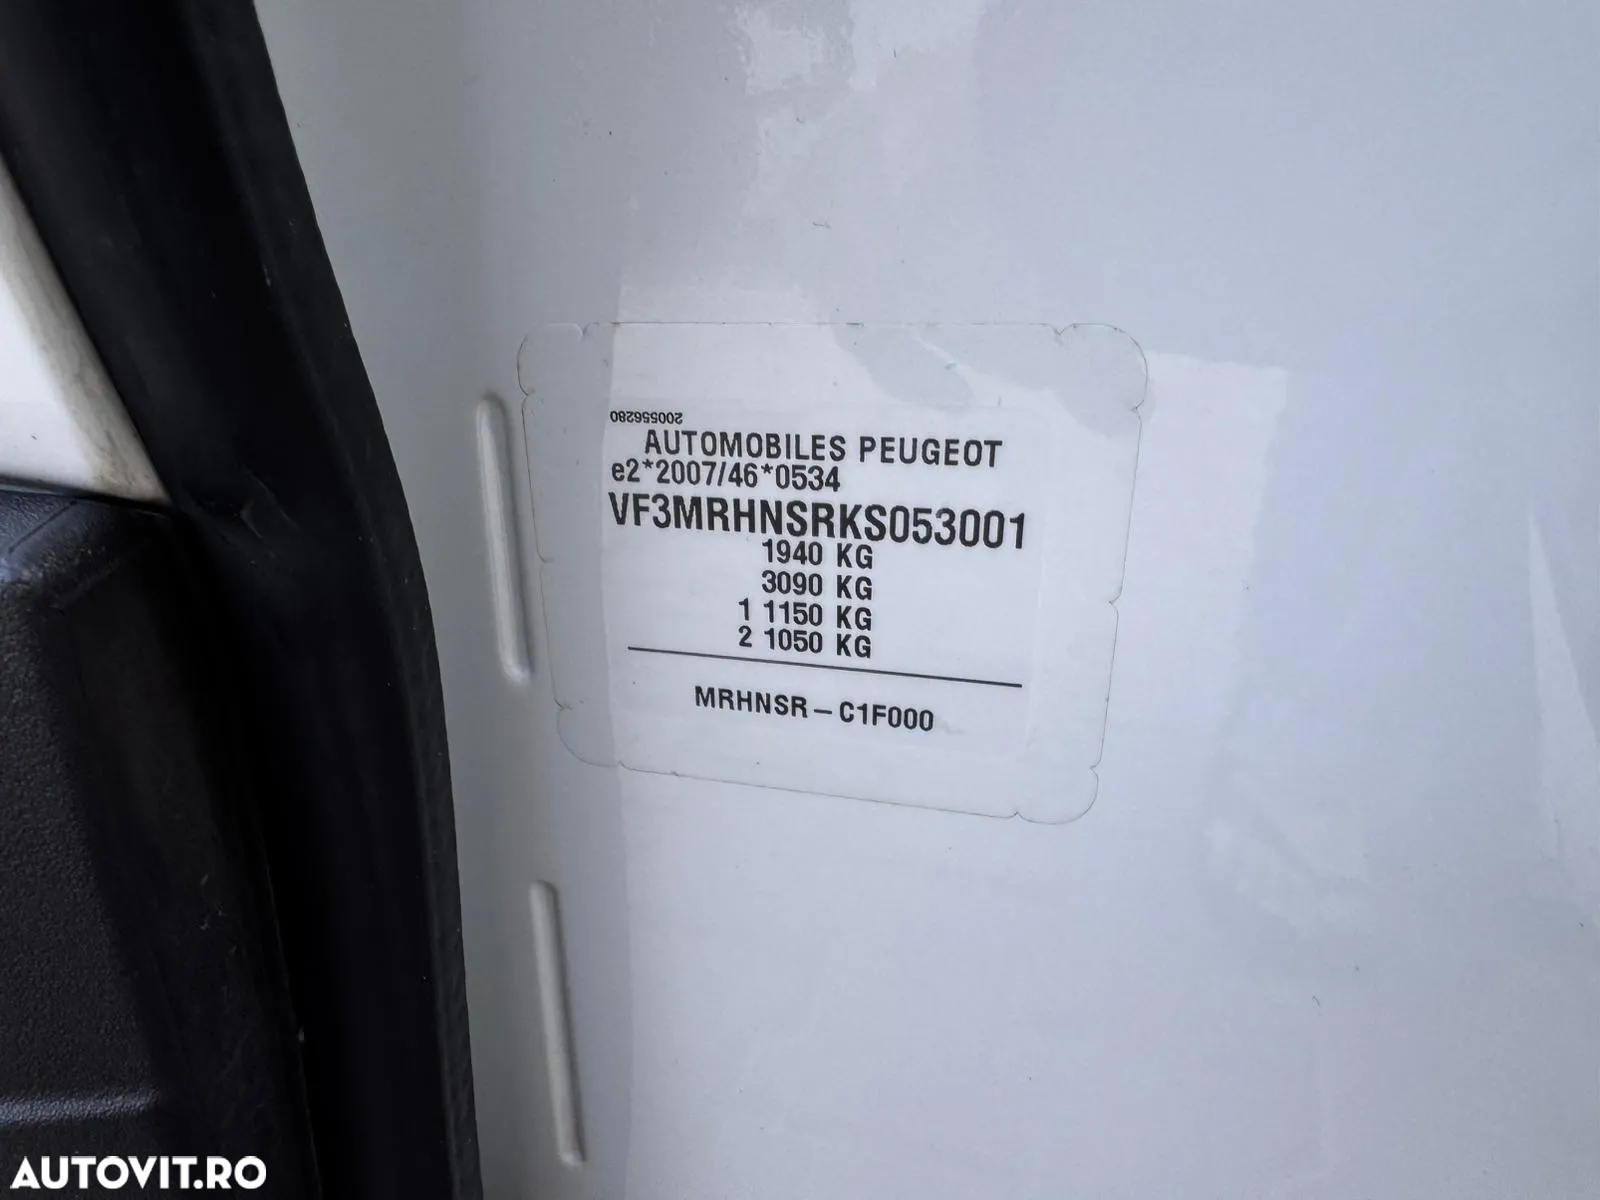 200556280
AUTOMOBILES PEUGEOT
e2*2007/46*0534
VF3MRHNSRKS053001
1940 KG
3090 KG
1 1150 KG
2 1050 KG
MRHNSR – C1F000
AUTOVIT.RO